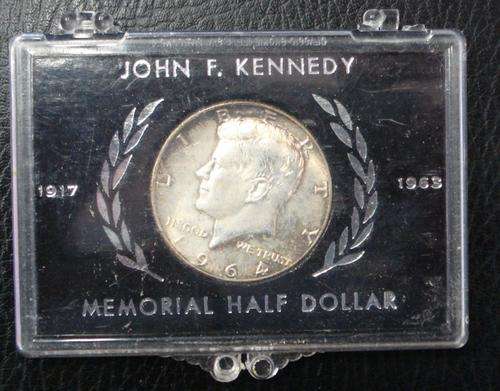 JOHN F. KENNEDY
LIBERTY
1917
1963
IN GOD WE TRUST
1964
MEMORIAL HALF DOLLAR